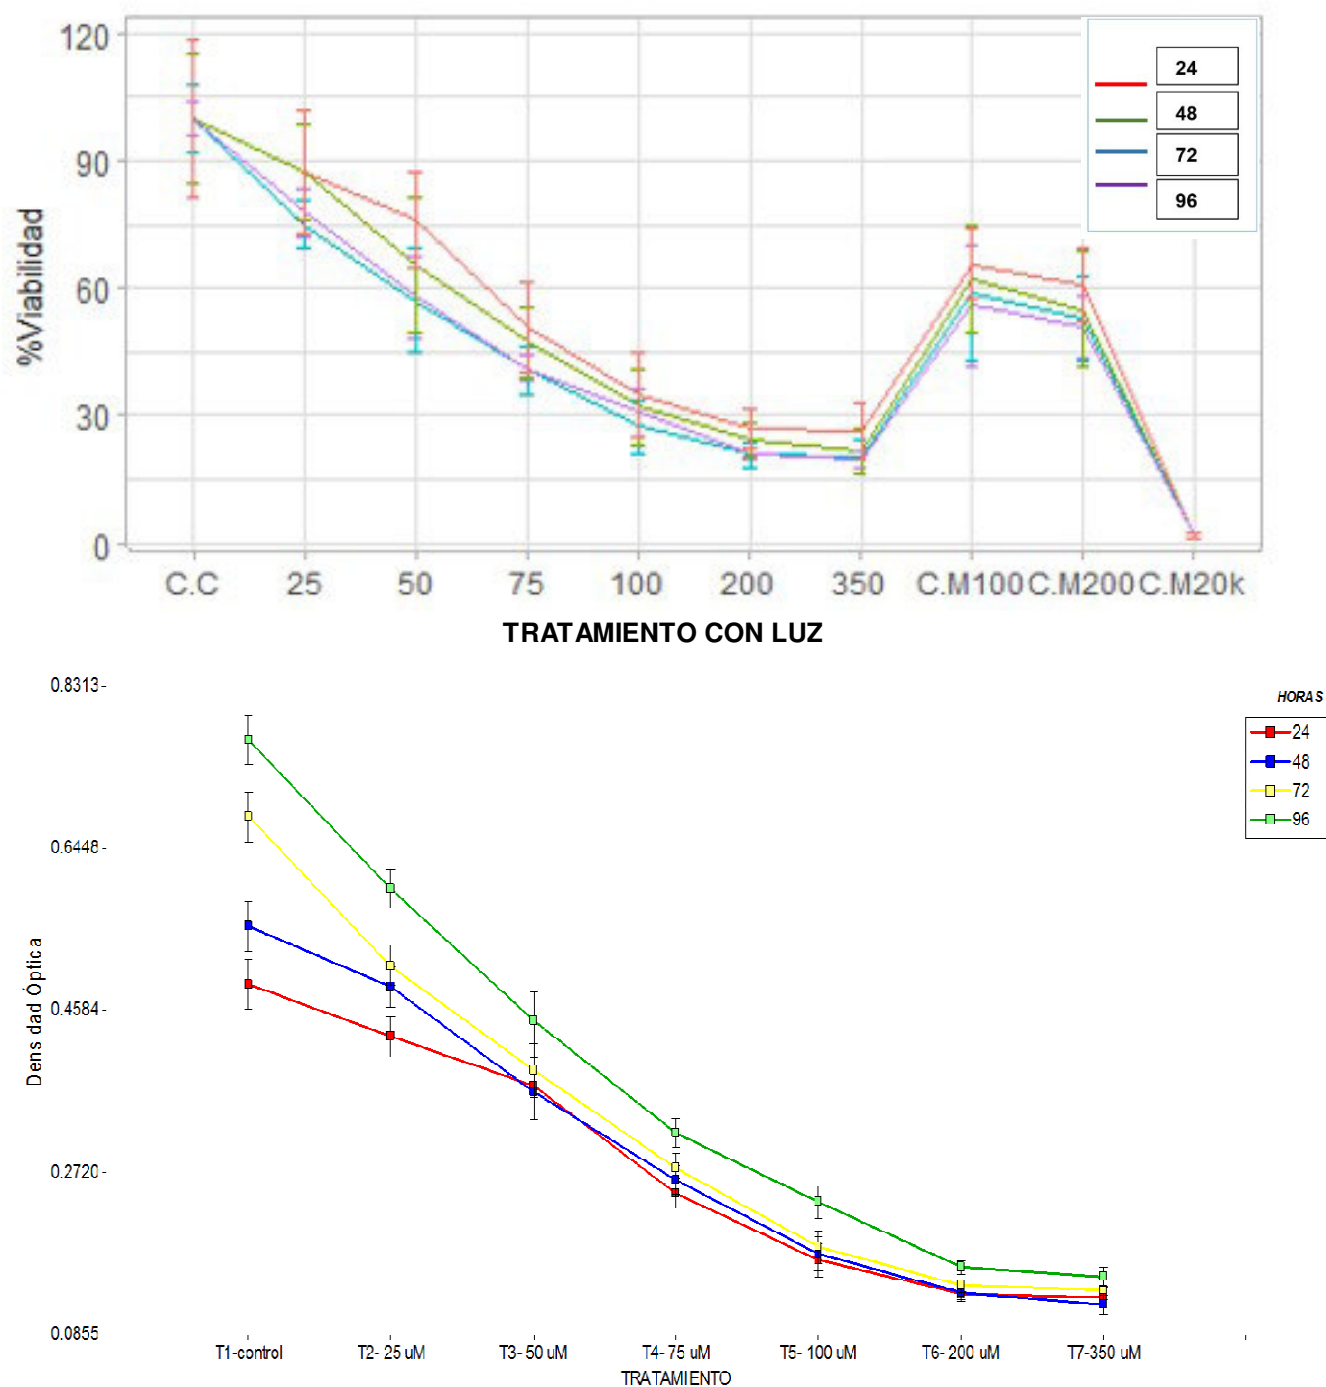 120
90
60
30
0
%Viabilidad
24
48
72
96
C.C 25 50 75 100 200 350 C.M100 C.M200 C.M20k
TRATAMIENTO CON LUZ
0.8313
0.6448
0.4584
0.2720
0.0855
Densidad Óptica
HORAS
24
48
72
96
T1-control T2- 25 uM T3- 50 uM T4- 75 uM T5- 100 uM T6- 200 uM T7-350 uM
TRATAMIENTO